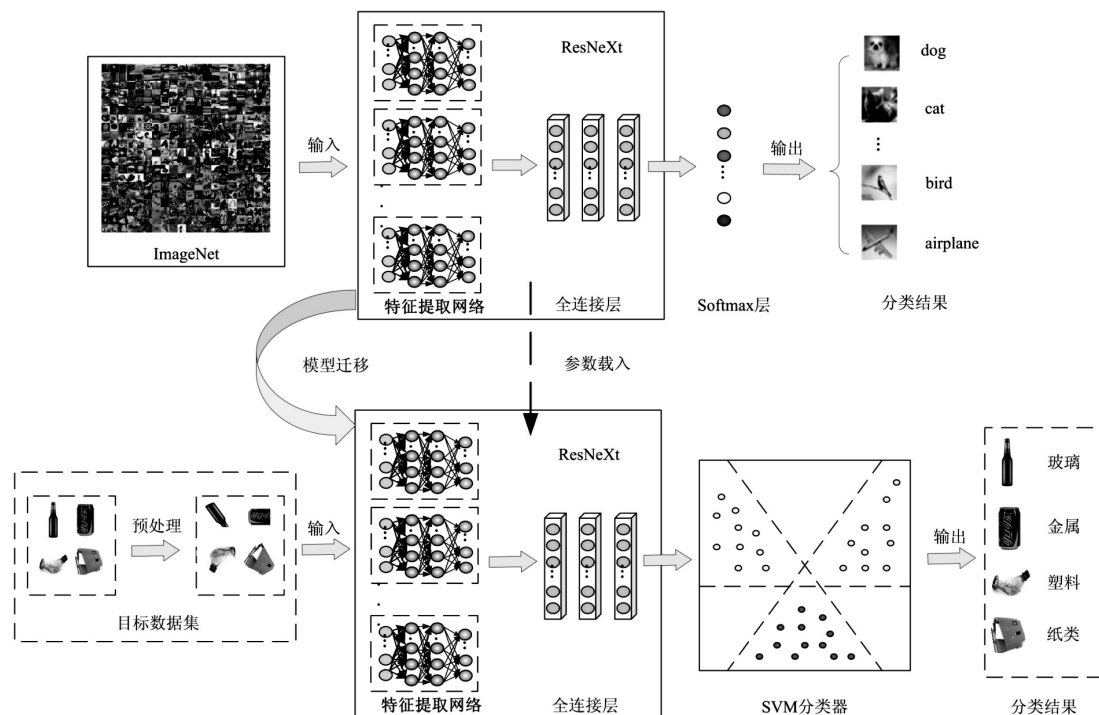 ImageNet
输入
ResNeXt
特征提取网络
全连接层
Softmax层
输出
dog
cat
bird
airplane
分类结果
模型迁移
参数载入
预处理
目标数据集
输入
ResNeXt
特征提取网络
全连接层
SVM分类器
输出
玻璃
金属
塑料
纸类
分类结果